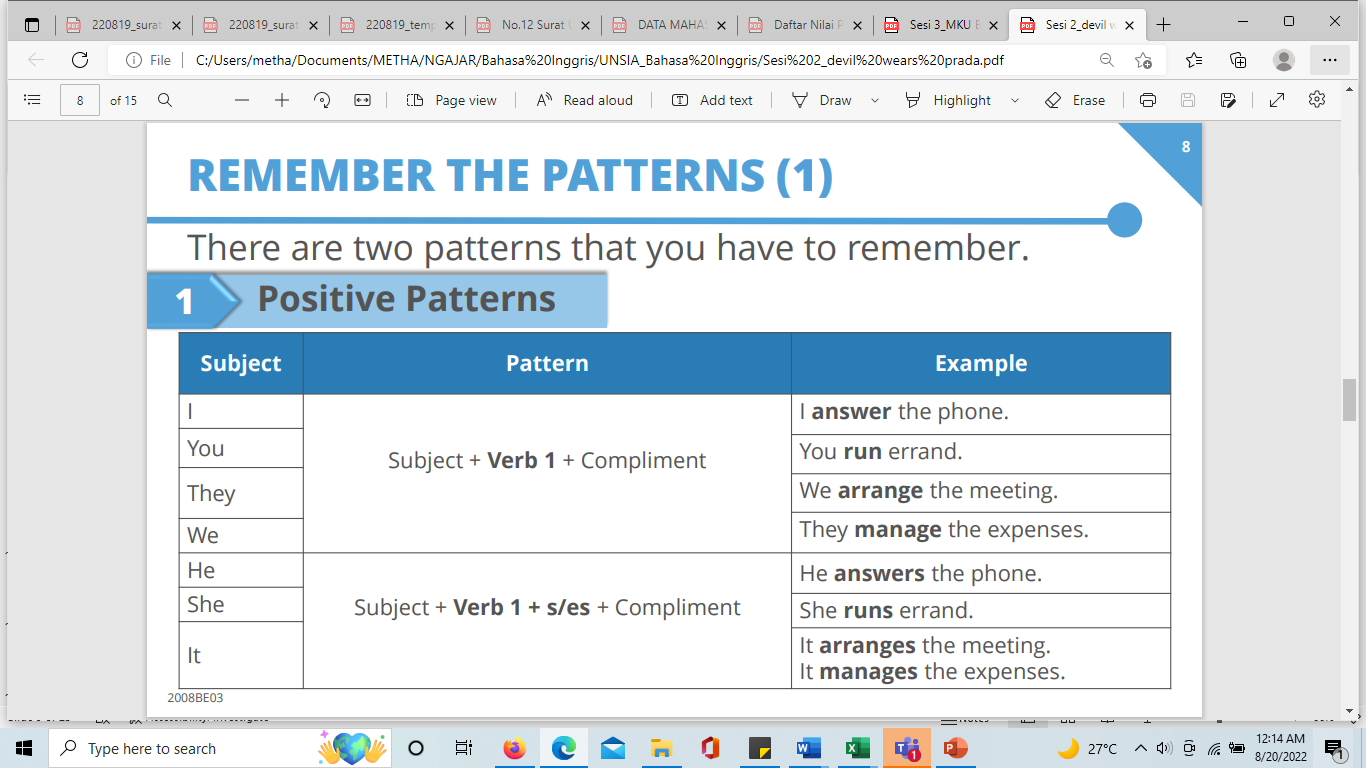 220819_surat
220819_surat
220819_temp
No.12 Surat
DATA MAHAS
Daftar Nilai P
Sesi 3_MKU B
Sesi 2_devil w
File
C:/Users/metha/Documents/METHA/NGAJAR/Bahasa%20Inggris/UNSIA_Bahasa%20Inggris/Sesi%202_devil%20wears%20prada.pdf
8 of 15
Page view
Read aloud
Add text
Draw
Highlight
Erase
8
REMEMBER THE PATTERNS (1)
There are two patterns that you have to remember.
1 Positive Patterns
Subject Pattern Example
I
You
They
We
Subject + Verb 1 + Compliment
I answer the phone.
You run errand.
We arrange the meeting.
They manage the expenses.
He
She
It
Subject + Verb 1 + s/es + Compliment
He answers the phone.
She runs errand.
It arranges the meeting.
It manages the expenses.
2008BE03
Type here to search
27°C
12:14 AM
8/20/2022
1
1